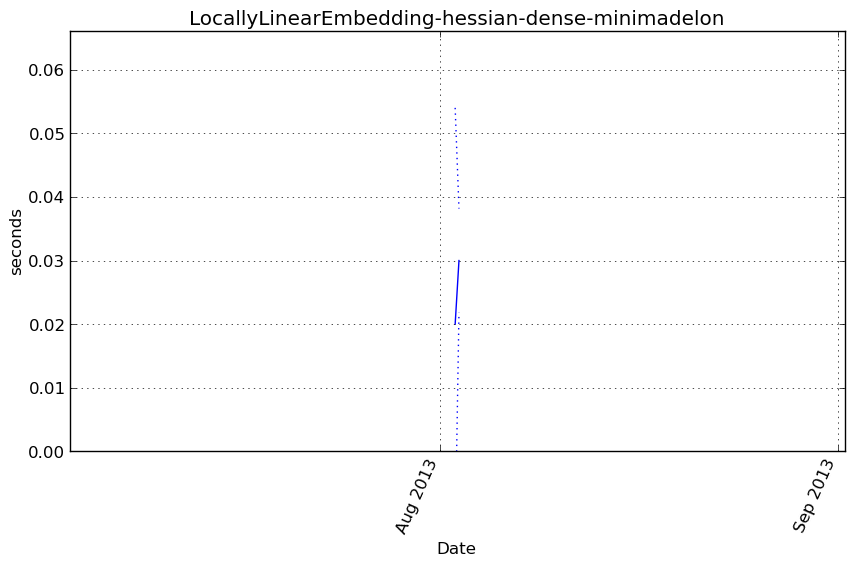 LocallyLinearEmbedding-hessian-dense-minimadelon
0.06
0.05
0.04
seconds
0.03
0.02
0.01
0.00
Aug 2013
Sep 2013
Date